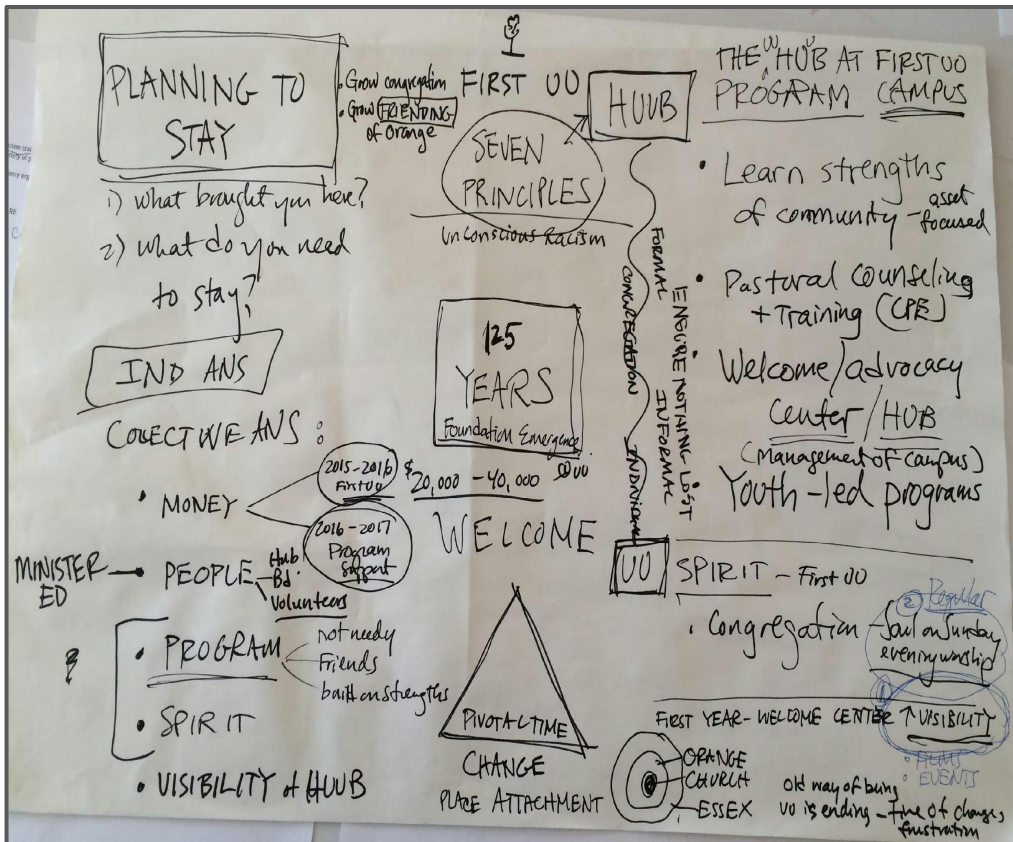 PLANNING TO
STAY
• Grow congregation
• Grow FRIENDING
of Orange
1) What brought you here?
2) What do you need
to stay?
IND ANS
COLECTIVE ANS:
• MONEY
2015-2016
First UU
$20,000 - 40,000
2016-2017
Program
Support
MINISTER
ED
• PEOPLE
Hub
Bd
Volunteers
• PROGRAM
not needy
Friends
built on strengths
• SPIRIT
• VISIBILITY of HUUB
FIRST UU
SEVEN
PRINCIPLES
Unconscious Racism
HUUB
FORMAL
CONGREGATION
ENSURE NOTHING LOST
INFORMAL
INDIVIDUAL
UU
125
YEARS
Foundation Emergence
WELCOME
PIVOTAL TIME
CHANGE
PLACE ATTACHMENT
THE HUB AT FIRST UU
PROGRAM CAMPUS
• Learn strengths
of community - asset
focused
• Pastoral Counseling
+ Training (CPE)
• Welcome/advocacy
Center/HUB
(Management of campus)
Youth-led programs
SPIRIT - First UU
• Congregation - Soul on Sunday
evening worship
② Regular
①
FIRST YEAR - WELCOME CENTER ↑ VISIBILITY
• FILMS
• EVENTS
ORANGE
CHURCH
ESSEX
Old way of being
UU is ending - Time of change,
frustration